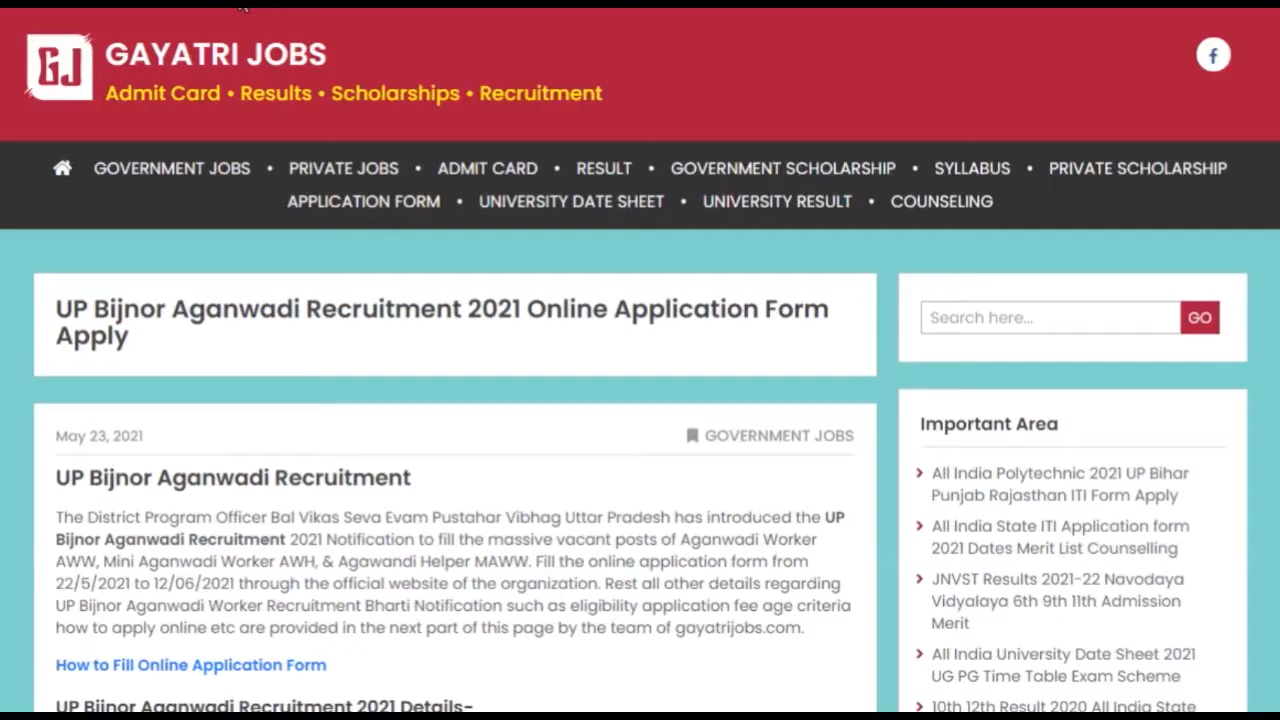 GJ
GAYATRI JOBS
Admit Card • Results • Scholarships • Recruitment
f
GOVERNMENT JOBS • PRIVATE JOBS • ADMIT CARD • RESULT • GOVERNMENT SCHOLARSHIP • SYLLABUS • PRIVATE SCHOLARSHIP
APPLICATION FORM • UNIVERSITY DATE SHEET • UNIVERSITY RESULT • COUNSELING
UP Bijnor Aganwadi Recruitment 2021 Online Application Form
Apply
May 23, 2021
GOVERNMENT JOBS
UP Bijnor Aganwadi Recruitment
The District Program Officer Bal Vikas Seva Evam Pustahar Vibhag Uttar Pradesh has introduced the UP
Bijnor Aganwadi Recruitment 2021 Notification to fill the massive vacant posts of Aganwadi Worker
AWW, Mini Aganwadi Worker AWH, & Agawandi Helper MAWW. Fill the online application form from
22/5/2021 to 12/06/2021 through the official website of the organization. Rest all other details regarding
UP Bijnor Aganwadi Worker Recruitment Bharti Notification such as eligibility application fee age criteria
how to apply online etc are provided in the next part of this page by the team of gayatrijobs.com.
How to Fill Online Application Form
UP Bijnor Aganwadi Recruitment 2021 Details-
Search here...
GO
Important Area
All India Polytechnic 2021 UP Bihar
Punjab Rajasthan ITI Form Apply
All India State ITI Application form
2021 Dates Merit List Counselling
JNVST Results 2021-22 Navodaya
Vidyalaya 6th 9th 11th Admission
Merit
All India University Date Sheet 2021
UG PG Time Table Exam Scheme
10th 12th Result 2020 All India State